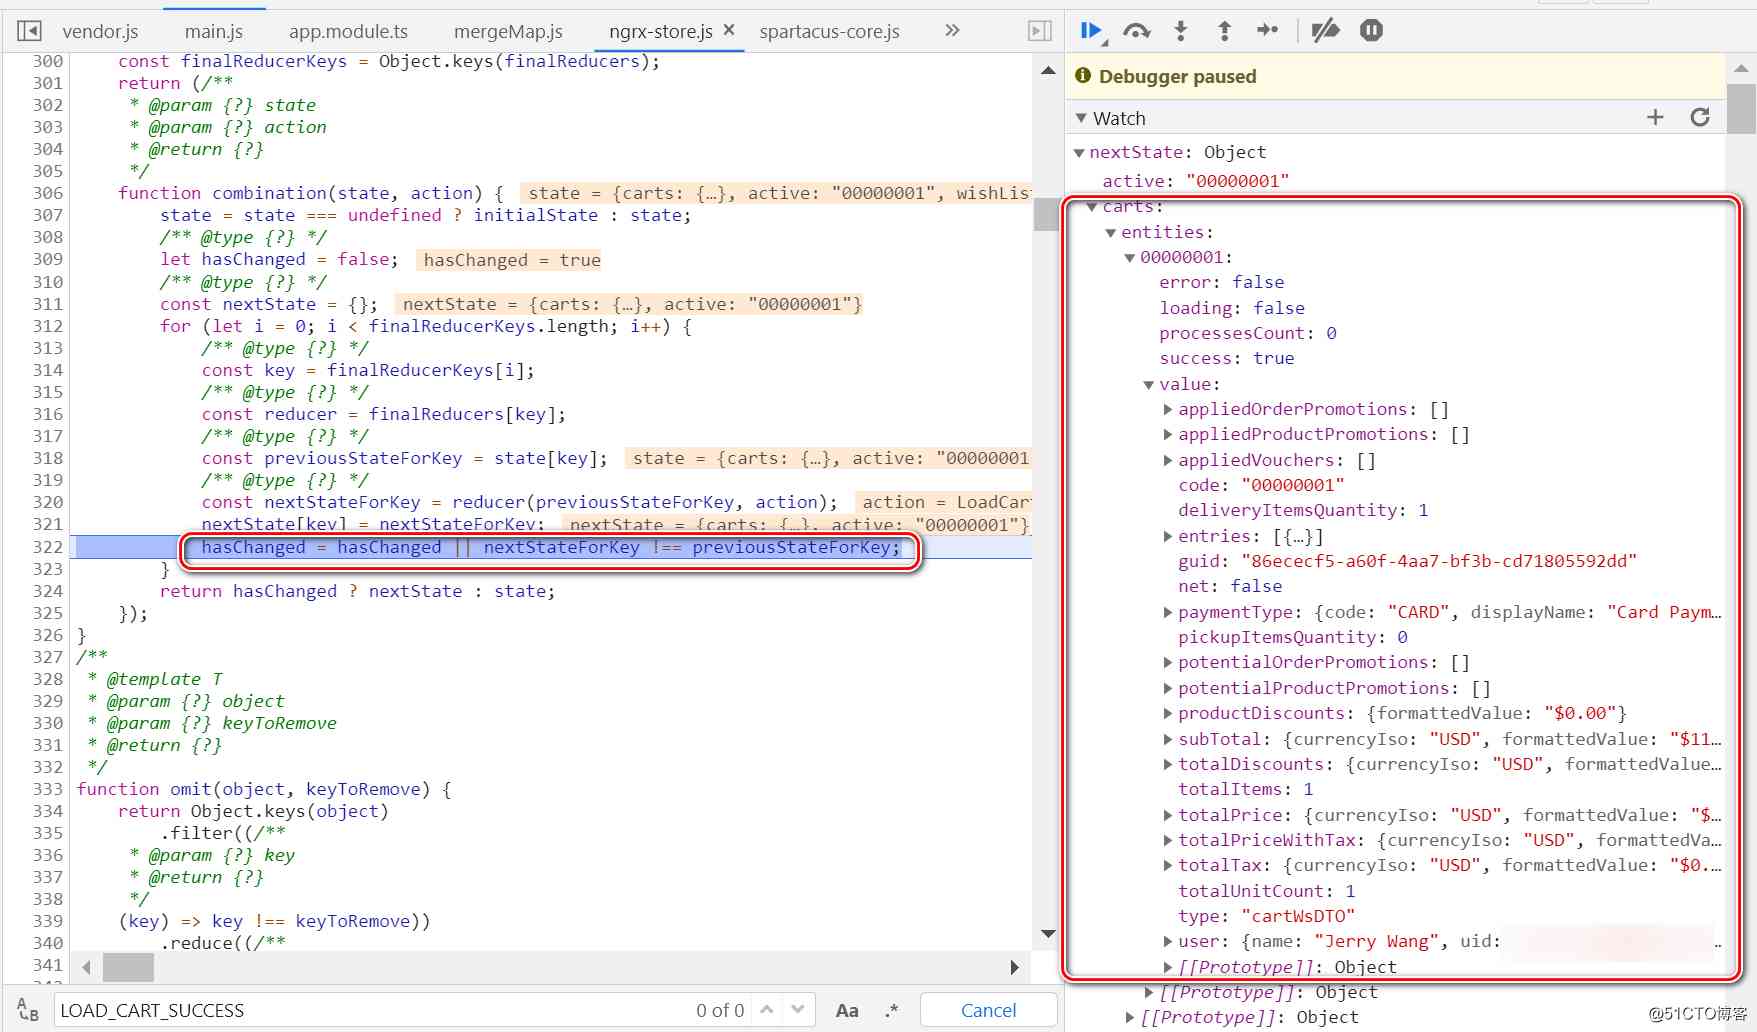 vendor.js main.js app.module.ts mergeMap.js ngrx-store.js × spartacus-core.js »
300 const finalReducerKeys = Object.keys(finalReducers);
301 return (/**
302 * @param {?} state
303 * @param {?} action
304 * @return {?}
305 */
306 function combination(state, action) { state = {carts: {…}, active: "00000001", wishLis
307 state = state === undefined ? initialState : state;
308 /** @type {?} */
309 let hasChanged = false; hasChanged = true
310 /** @type {?} */
311 const nextState = {}; nextState = {carts: {…}, active: "00000001"}
312 for (let i = 0; i < finalReducerKeys.length; i++) {
313 /** @type {?} */
314 const key = finalReducerKeys[i];
315 /** @type {?} */
316 const reducer = finalReducers[key];
317 /** @type {?} */
318 const previousStateForKey = state[key]; state = {carts: {…}, active: "00000001
319 /** @type {?} */
320 const nextStateForKey = reducer(previousStateForKey, action); action = LoadCar
321 nextState[key] = nextStateForKey; nextState = {carts: {…}, active: "00000001"}
322 hasChanged = hasChanged || nextStateForKey !== previousStateForKey;
323 }
324 return hasChanged ? nextState : state;
325 });
326 }
327 /**
328 * @template T
329 * @param {?} object
330 * @param {?} keyToRemove
331 * @return {?}
332 */
333 function omit(object, keyToRemove) {
334 return Object.keys(object)
335 .filter((/**
336 * @param {?} key
337 * @return {?}
338 */
339 (key) => key !== keyToRemove))
340 .reduce((/**
341
LOAD_CART_SUCCESS 0 of 0 Aa .* Cancel
Debugger paused
Watch
nextState: Object
active: "00000001"
carts:
entities:
00000001:
error: false
loading: false
processesCount: 0
success: true
value:
appliedOrderPromotions: []
appliedProductPromotions: []
appliedVouchers: []
code: "00000001"
deliveryItemsQuantity: 1
entries: [{…}]
guid: "86ececf5-a60f-4aa7-bf3b-cd71805592dd"
net: false
paymentType: {code: "CARD", displayName: "Card Paym…
pickupItemsQuantity: 0
potentialOrderPromotions: []
potentialProductPromotions: []
productDiscounts: {formattedValue: "$0.00"}
subTotal: {currencyIso: "USD", formattedValue: "$11…
totalDiscounts: {currencyIso: "USD", formattedValue…
totalItems: 1
totalPrice: {currencyIso: "USD", formattedValue: "$…
totalPriceWithTax: {currencyIso: "USD", formattedVa…
totalTax: {currencyIso: "USD", formattedValue: "$0.…
totalUnitCount: 1
type: "cartWsDTO"
user: {name: "Jerry Wang", uid: …
[[Prototype]]: Object
[[Prototype]]: Object
[[Prototype]]: Object
@51CTO博客